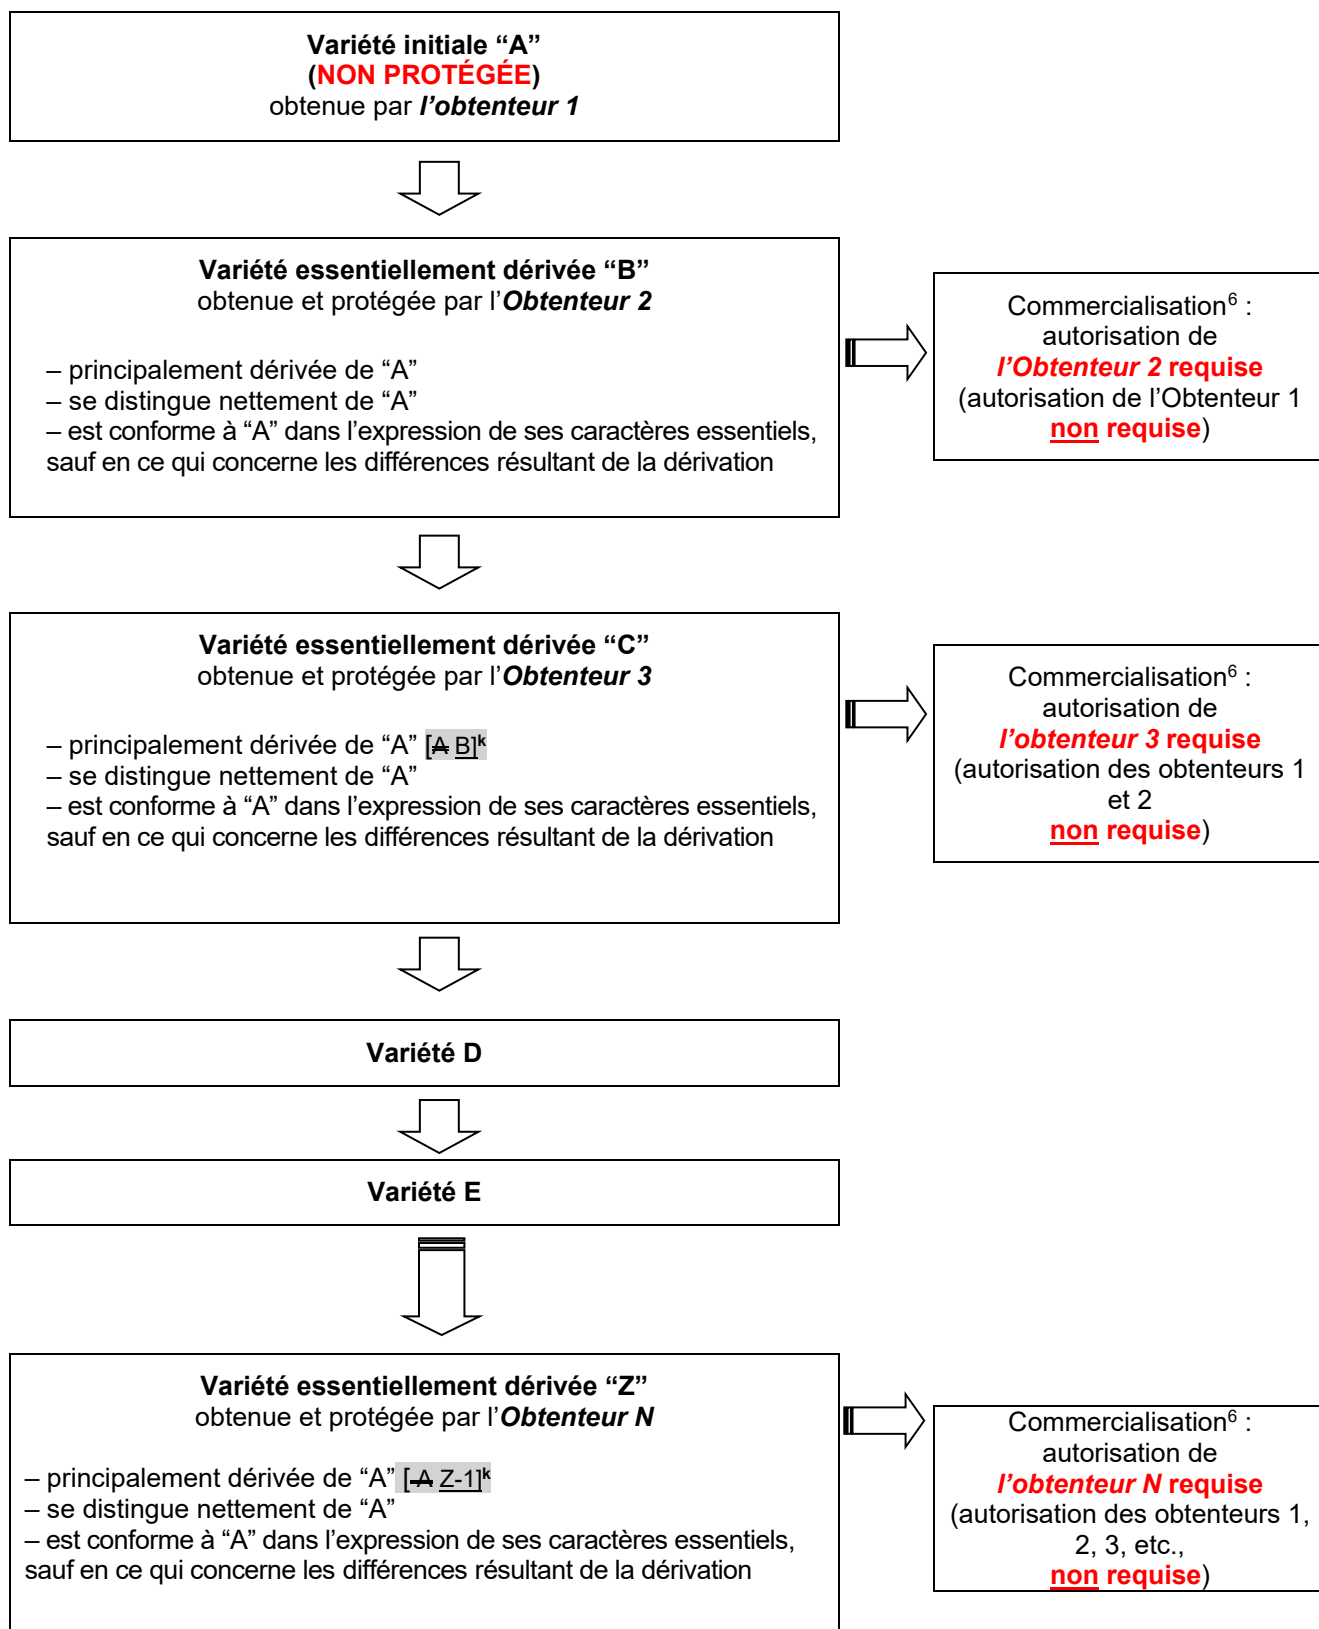 Variété initiale “A”
(NON PROTÉGÉE)
obtenue par l’obtenteur 1
Variété essentiellement dérivée “B”
obtenue et protégée par l’Obtenteur 2
– principalement dérivée de “A”
– se distingue nettement de “A”
– est conforme à “A” dans l’expression de ses caractères essentiels,
sauf en ce qui concerne les différences résultant de la dérivation
Commercialisation6 :
autorisation de
l’Obtenteur 2 requise
(autorisation de l’Obtenteur 1
non requise)
Variété essentiellement dérivée “C”
obtenue et protégée par l’Obtenteur 3
– principalement dérivée de “A” [A B]k
– se distingue nettement de “A”
– est conforme à “A” dans l’expression de ses caractères essentiels,
sauf en ce qui concerne les différences résultant de la dérivation
Commercialisation6 :
autorisation de
l’obtenteur 3 requise
(autorisation des obtenteurs 1
et 2
non requise)
Variété D
Variété E
Variété essentiellement dérivée “Z”
obtenue et protégée par l’Obtenteur N
– principalement dérivée de “A” [ A Z-1]k
– se distingue nettement de “A”
– est conforme à “A” dans l’expression de ses caractères essentiels,
sauf en ce qui concerne les différences résultant de la dérivation
Commercialisation6 :
autorisation de
l’obtenteur N requise
(autorisation des obtenteurs 1,
2, 3, etc.,
non requise)